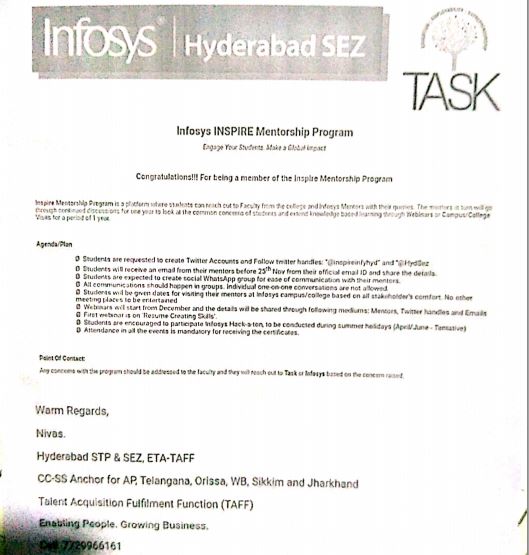 Infosys® | Hyderabad SEZ
TASK
Infosys INSPIRE Mentorship Program
Engage Your Students. Make a Global Impact
Congratulations!!! For being a member of the Inspire Mentorship Program
Inspire Mentorship Program is a platform where students can reach out to Faculty from the college and Infosys Mentors with their queries. The mentors in turn will go
through continued discussions for one year to look at the common concerns of students and extend knowledge based learning through Webinars or Campus/College
Visits for a period of 1 year.
Agenda/Plan
Ø Students are requested to create Twitter Accounts and Follow twitter handles: "@inspireinfyhyd" and "@HydSez
Ø Students will receive an email from their mentors before 25th Nov from their official email ID and share the details.
Ø Students are expected to create social WhatsApp group for ease of communication with their mentors.
Ø All communications should happen in groups, individual one-on-one conversations are not allowed.
Ø Students will be given dates for visiting their mentors at Infosys campus/college based on all stakeholder's comfort. No other
meeting places to be entertained
Ø Webinars will start from December and the details will be shared through following mediums: Mentors, Twitter handles and Emails
Ø First webinar is on 'Resume Creating Skills'.
Ø Students are encouraged to participate Infosys Hack-a-ton, to be conducted during summer holidays (April/June - Tentative)
Ø Attendance in all the events is mandatory for receiving the certificates.
Point Of Contact:
Any concerns with the program should be addressed to the faculty and they will reach out to Task or Infosys based on the concern raised.
Warm Regards,
Nivas.
Hyderabad STP & SEZ, ETA-TAFF
CC-SS Anchor for AP, Telangana, Orissa, WB, Sikkim and Jharkhand
Talent Acquisition Fulfilment Function (TAFF)
Enabling People. Growing Business.
Cell 7729966161